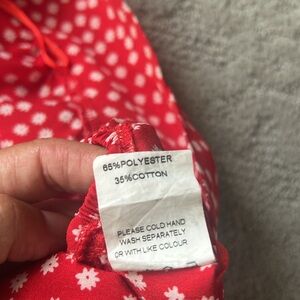 65%POLYESTER
35%COTTON
PLEASE COLD HAND
WASH SEPARATELY
OR WITH LIKE COLOUR